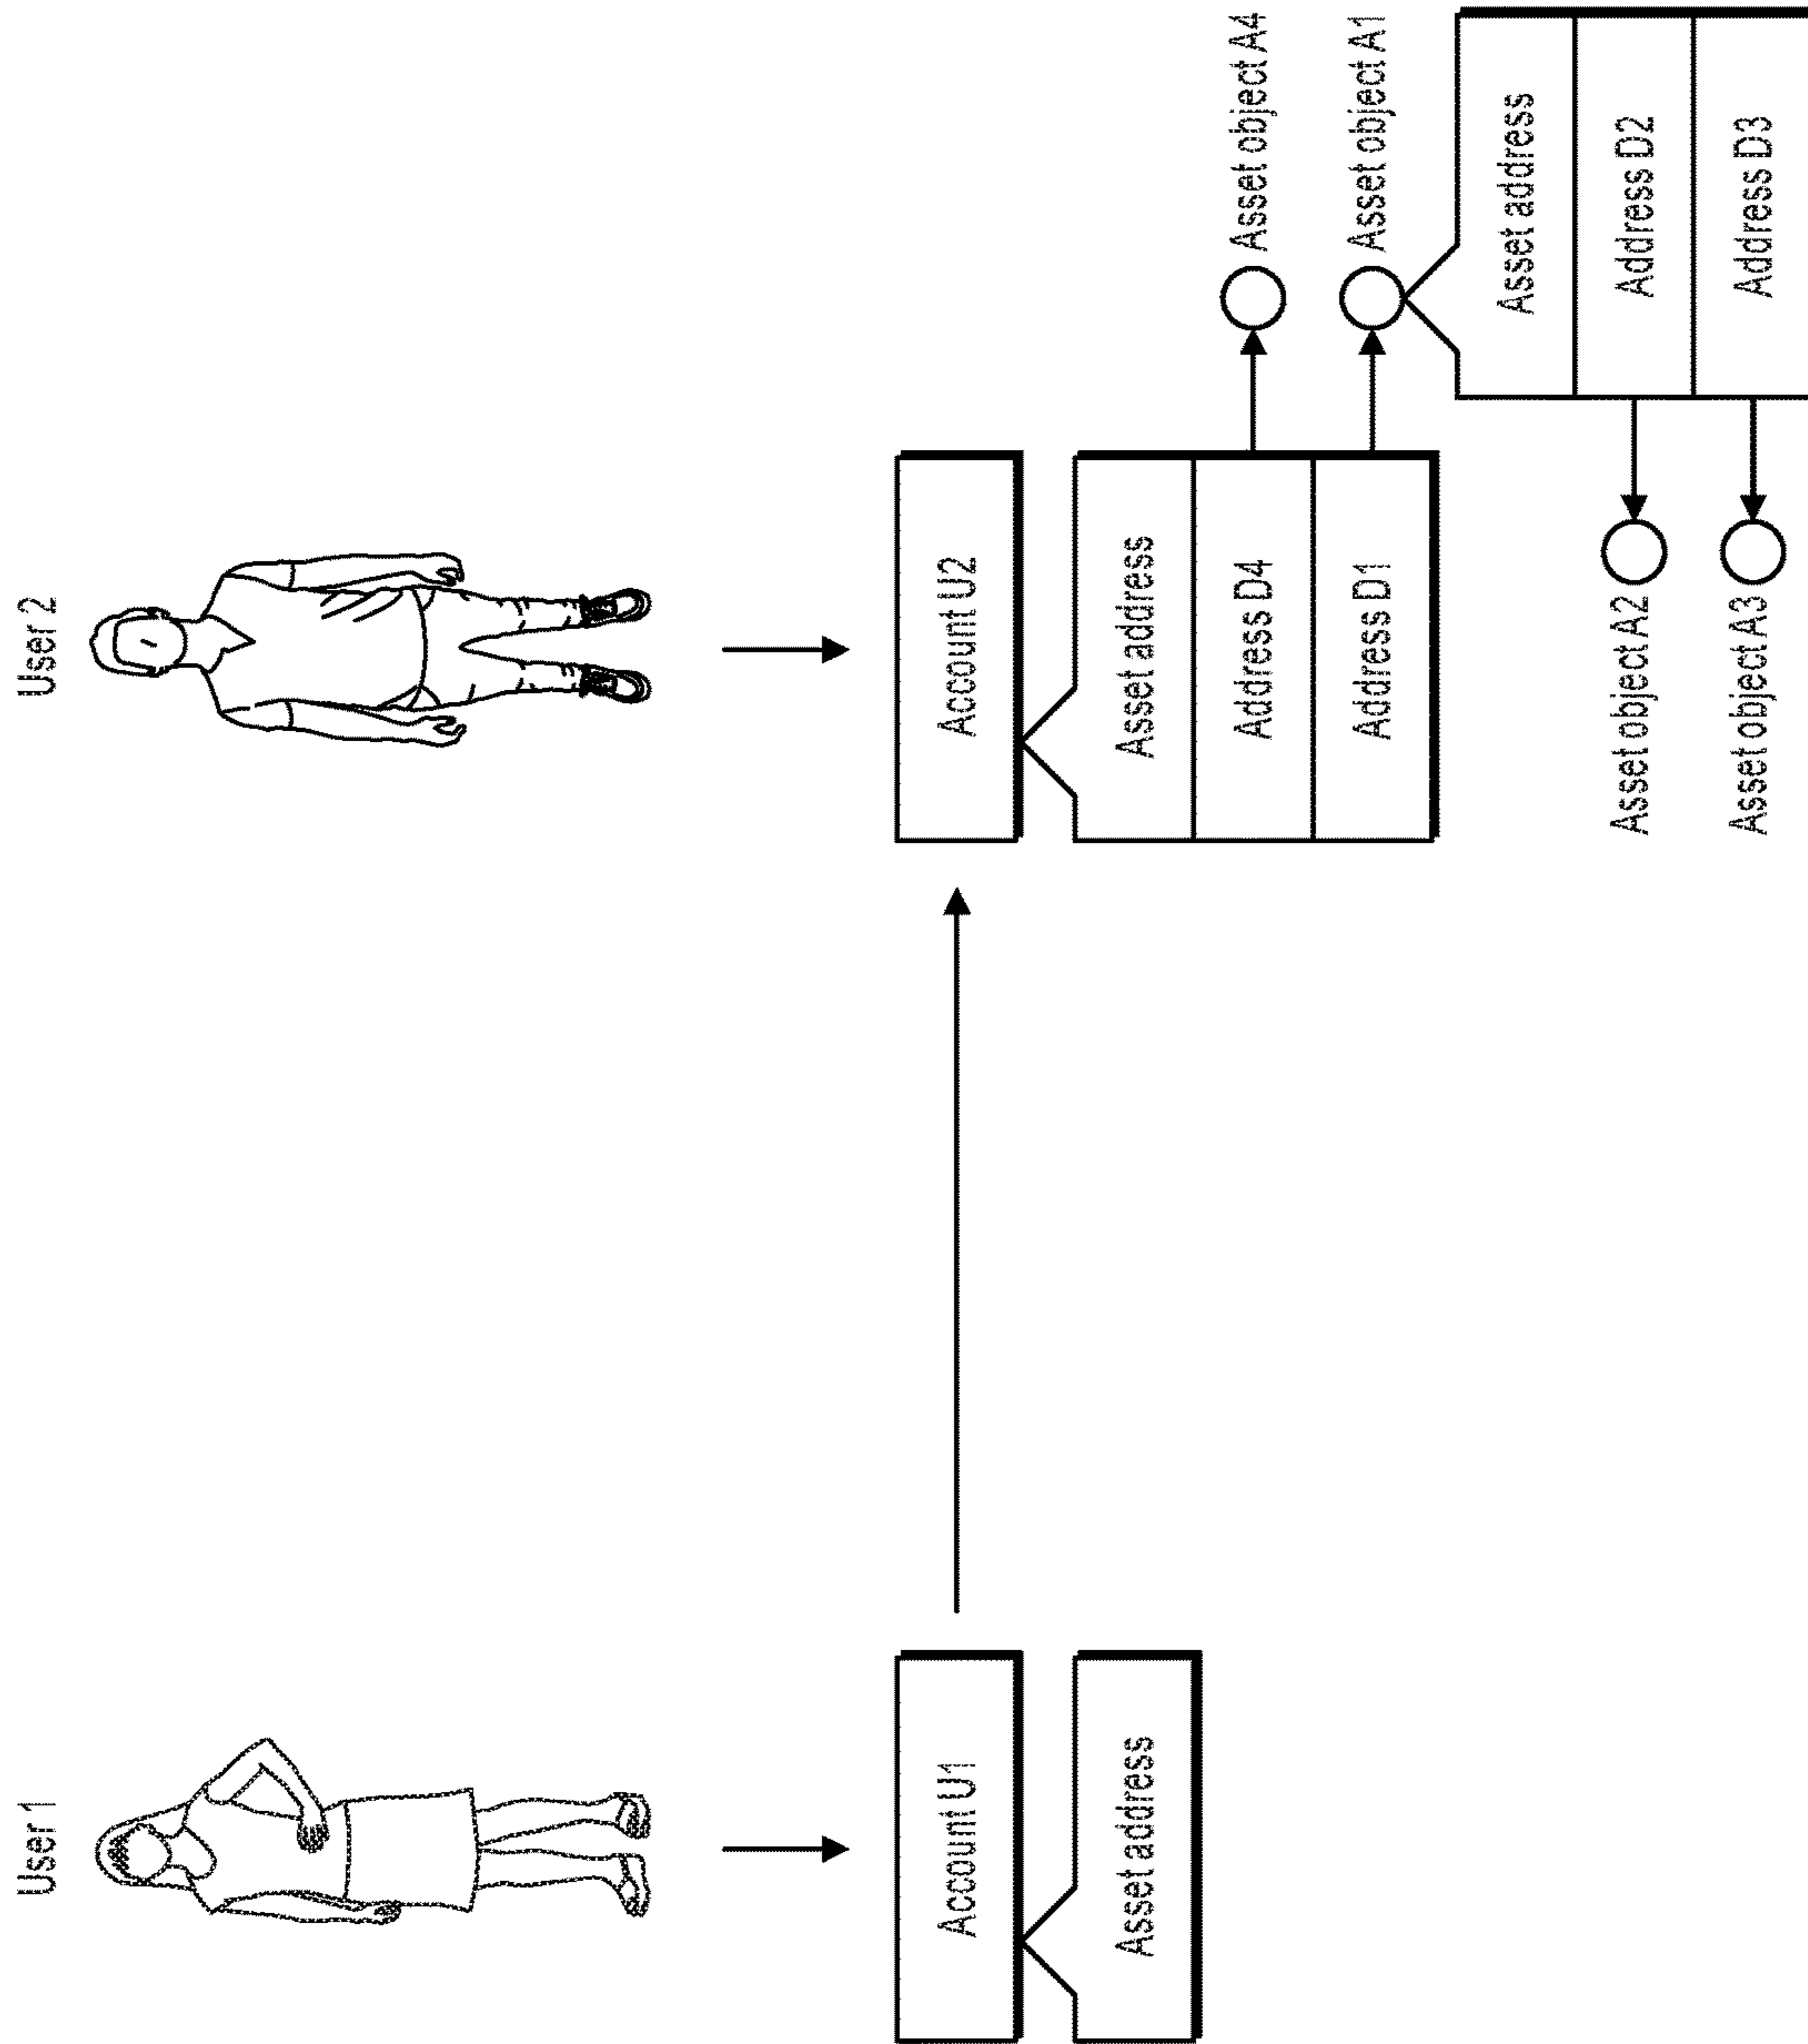 User 1
User 2
Account U1
Account U2
Asset address
Asset address
Address D4
Asset object A4
Address D1
Asset object A1
Asset address
Asset object A2
Address D2
Asset object A3
Address D3